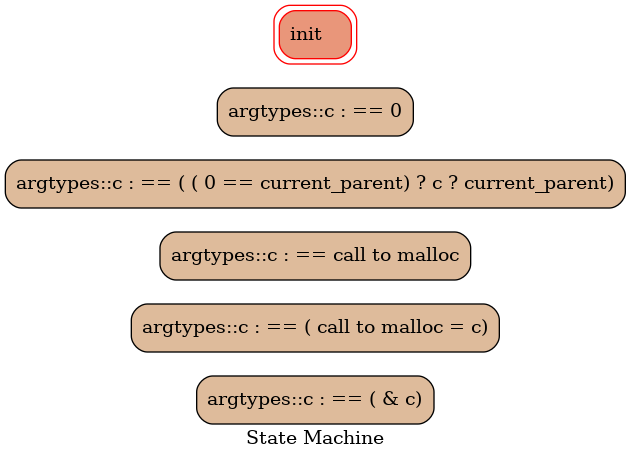 init
argtypes::c : == 0
argtypes::c : == ( ( 0 == current_parent) ? c ? current_parent)
argtypes::c : == call to malloc
argtypes::c : == ( call to malloc = c)
argtypes::c : == ( & c)
State Machine